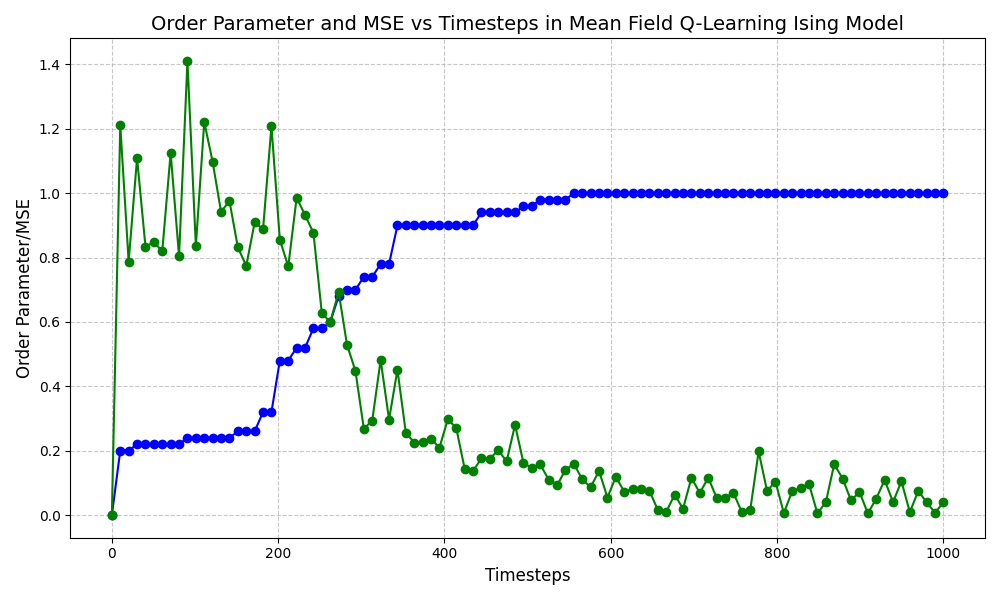 Order Parameter and MSE vs Timesteps in Mean Field Q-Learning Ising Model
Order Parameter/MSE
1.4
1.2
1.0
0.8
0.6
0.4
0.2
0.0
0 200 400 600 800 1000
Timesteps